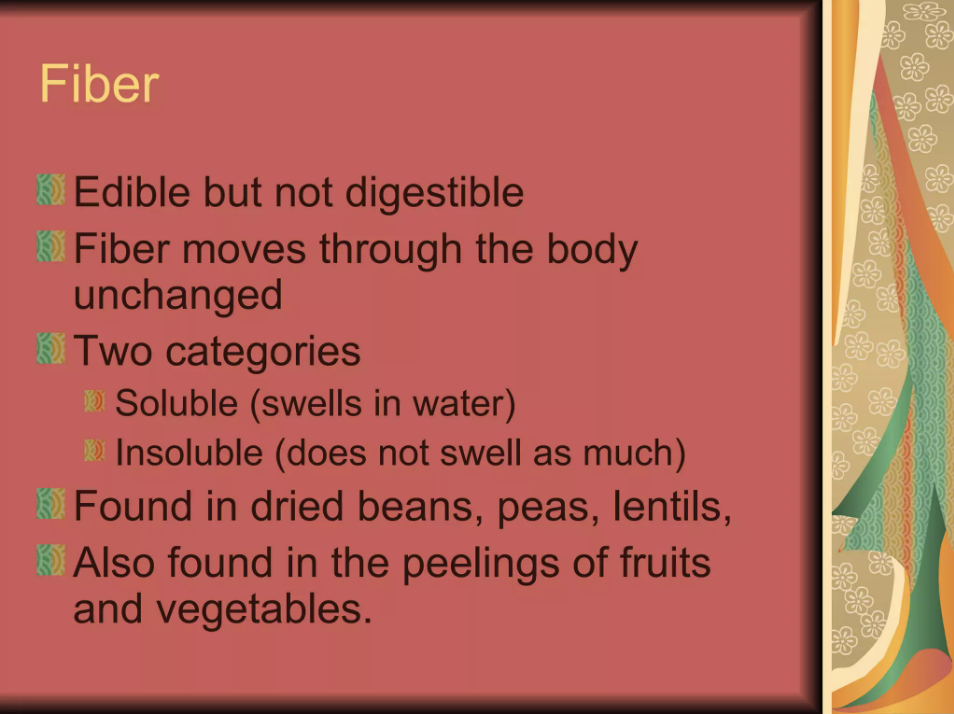 Fiber
Edible but not digestible
Fiber moves through the body
unchanged
Two categories
Soluble (swells in water)
Insoluble (does not swell as much)
Found in dried beans, peas, lentils,
Also found in the peelings of fruits
and vegetables.